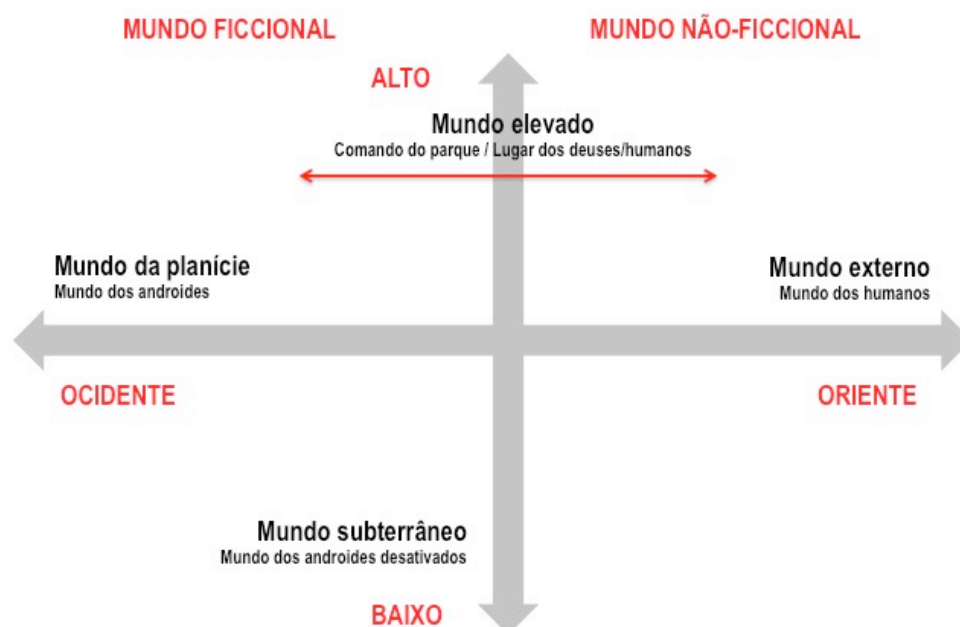 MUNDO FICCIONAL
MUNDO NÃO-FICCIONAL
ALTO
Mundo elevado
Comando do parque / Lugar dos deuses/humanos
Mundo da planície
Mundo dos androides
Mundo externo
Mundo dos humanos
OCIDENTE
ORIENTE
Mundo subterrâneo
Mundo dos androides desativados
BAIXO